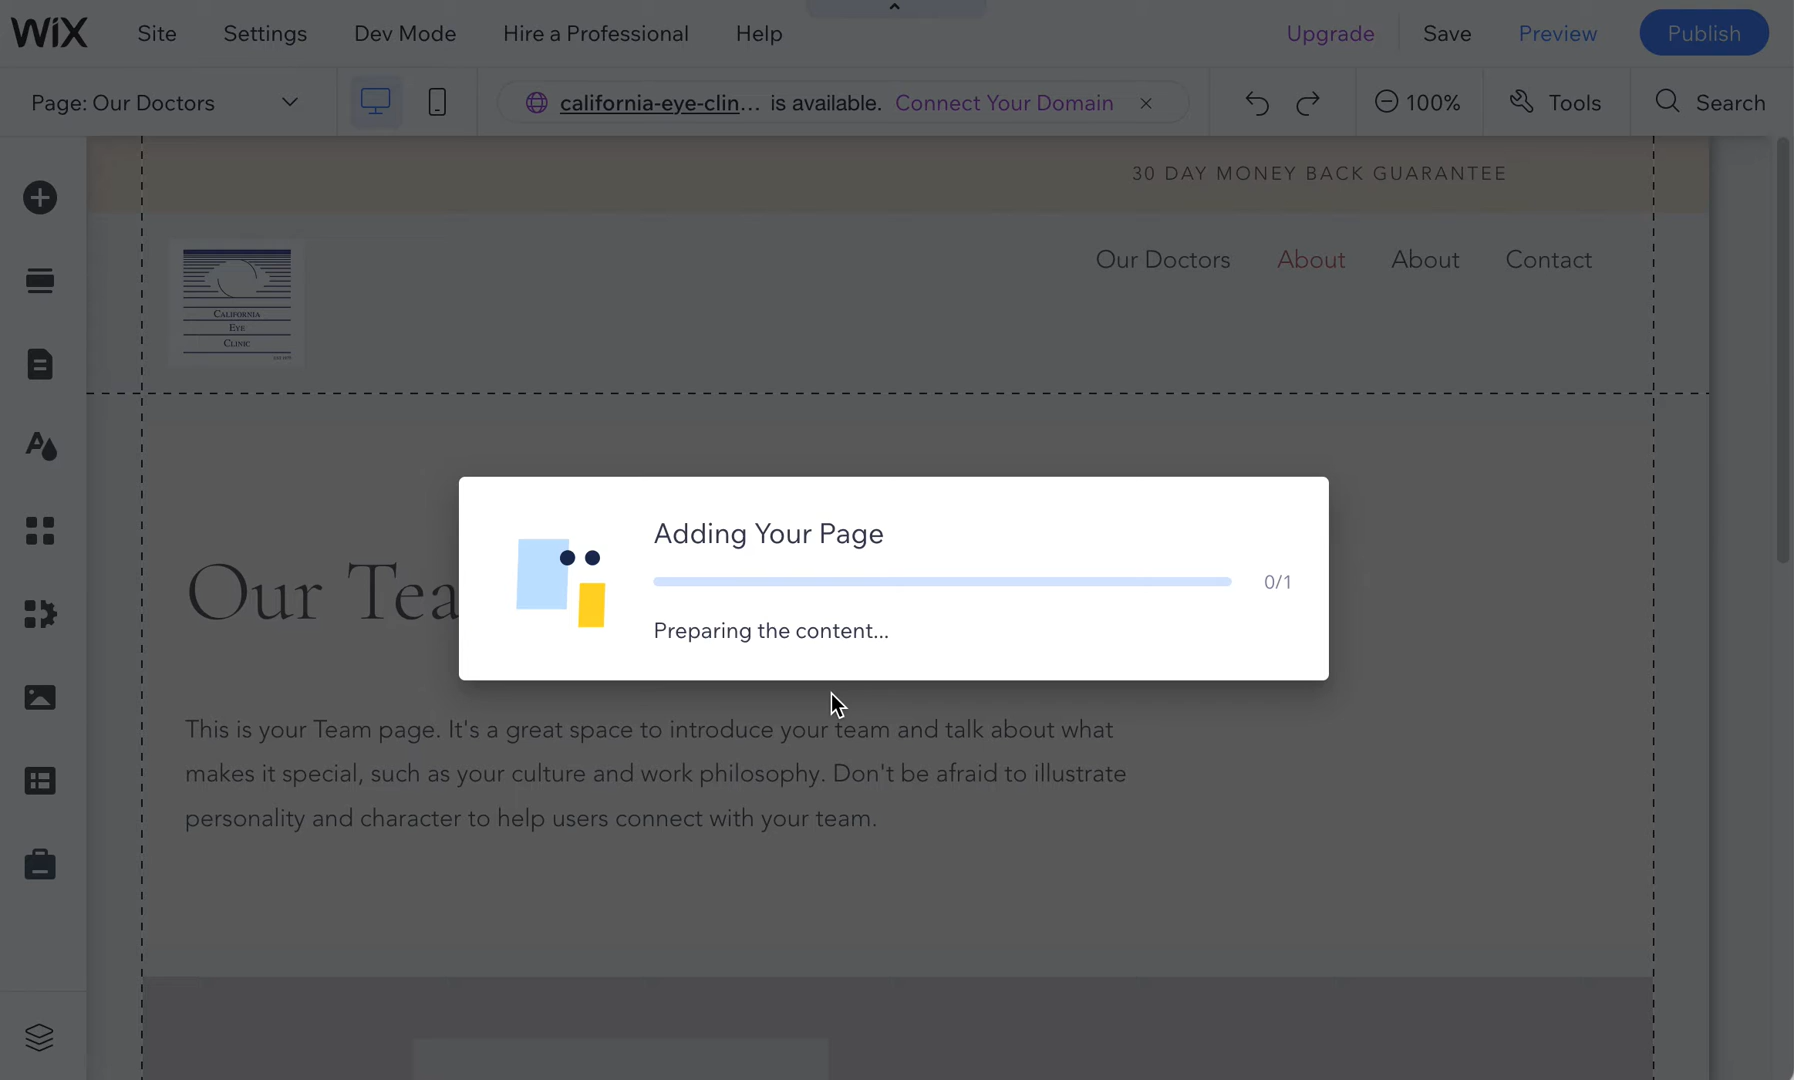 WiX Site Settings Dev Mode Hire a Professional Help Upgrade Save Preview Publish
Page: Our Doctors california-eye-clin... is available. Connect Your Domain 100% Tools Search
30 DAY MONEY BACK GUARANTEE
Our Doctors About About Contact
CALIFORNIA
EYE
CLINIC
Adding Your Page
0/1
Preparing the content...
Our Tea
This is your Team page. It's a great space to introduce your team and talk about what
makes it special, such as your culture and work philosophy. Don't be afraid to illustrate
personality and character to help users connect with your team.